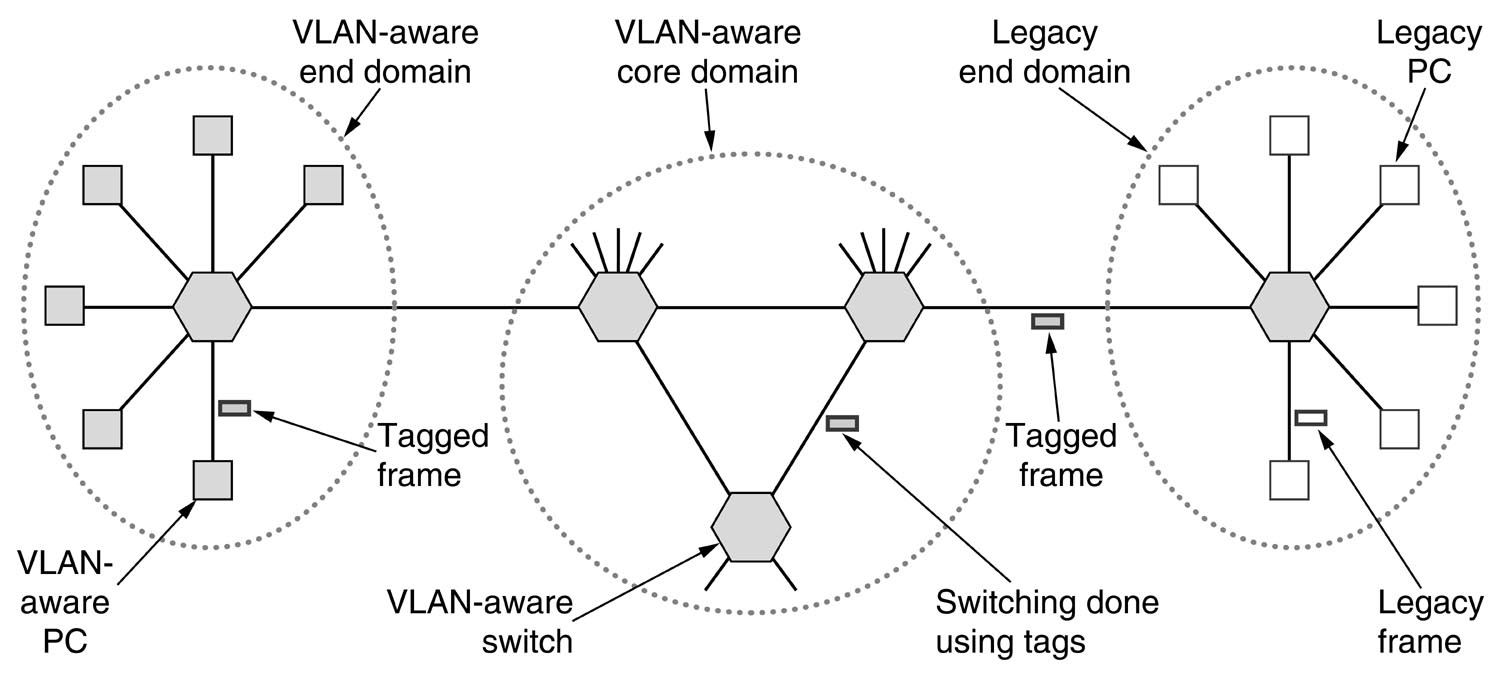 VLAN-aware
end domain
VLAN-aware
core domain
Legacy
end domain
Legacy
PC
Tagged
frame
Tagged
frame
VLAN-
aware
PC
VLAN-aware
switch
Switching done
using tags
Legacy
frame